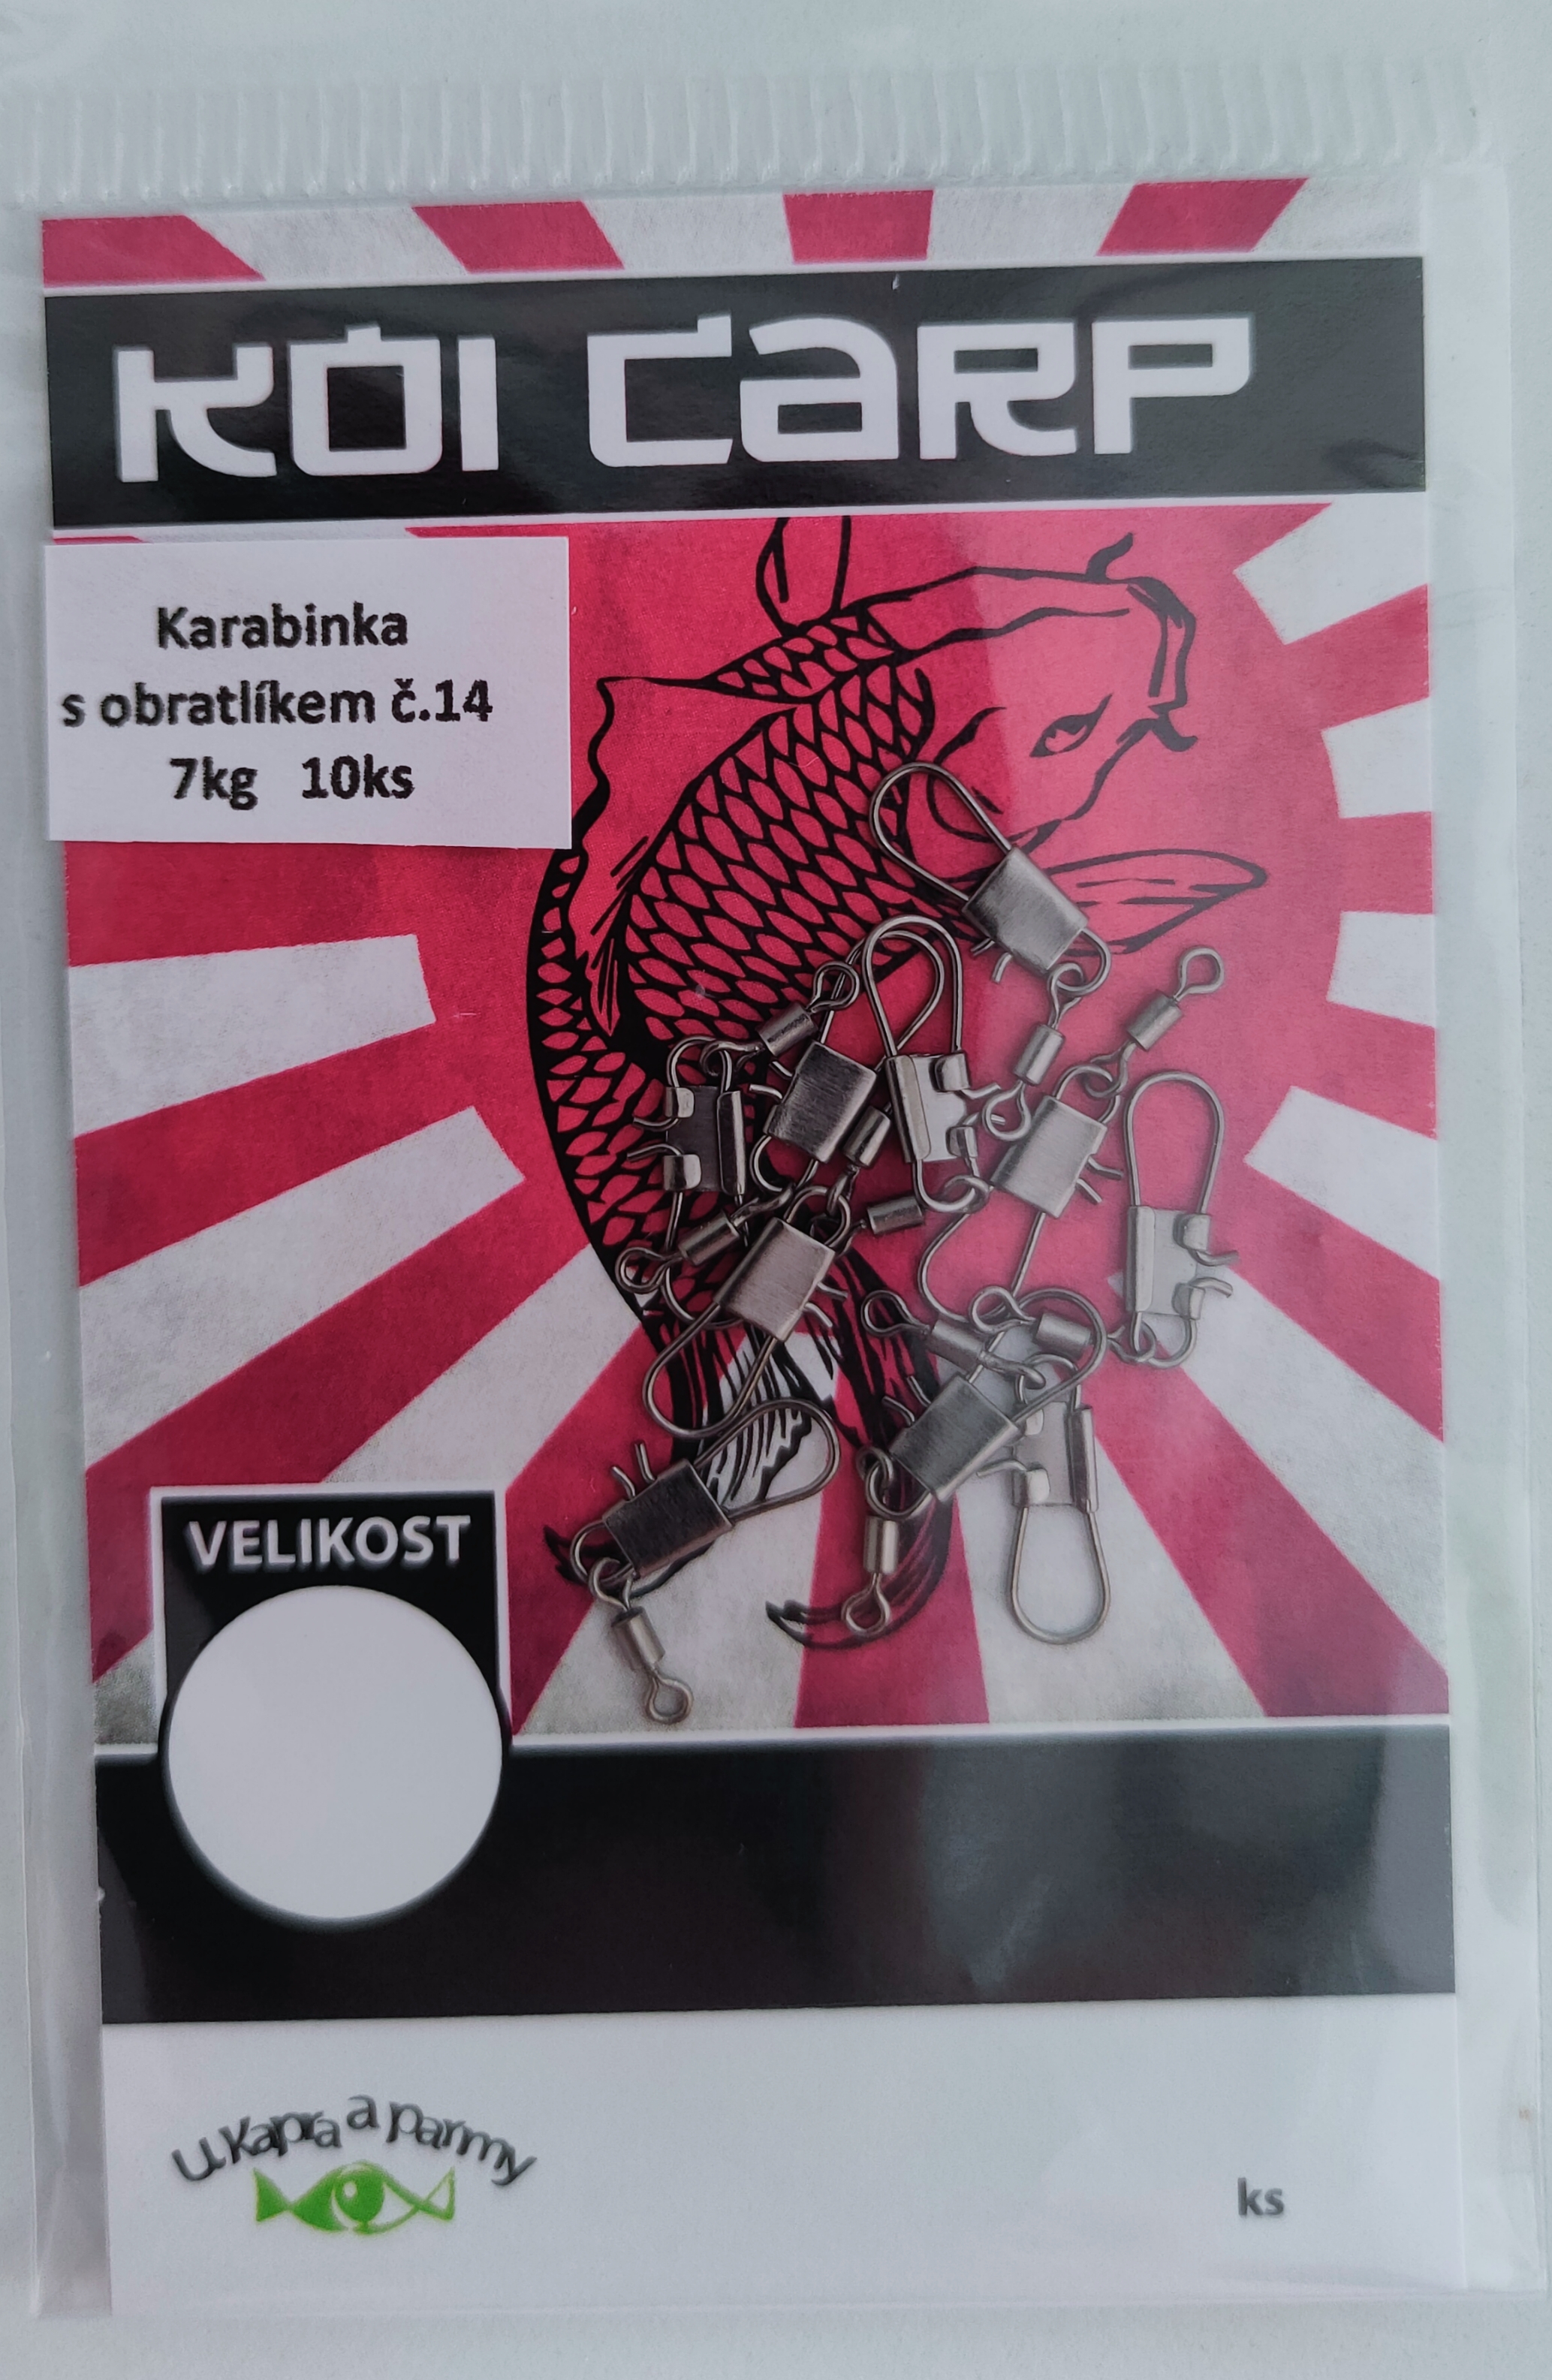 KOI CARP
Karabinka
s obratlíkem č.14
7kg 10ks
VELIKOST
U Kapra a parmy
ks